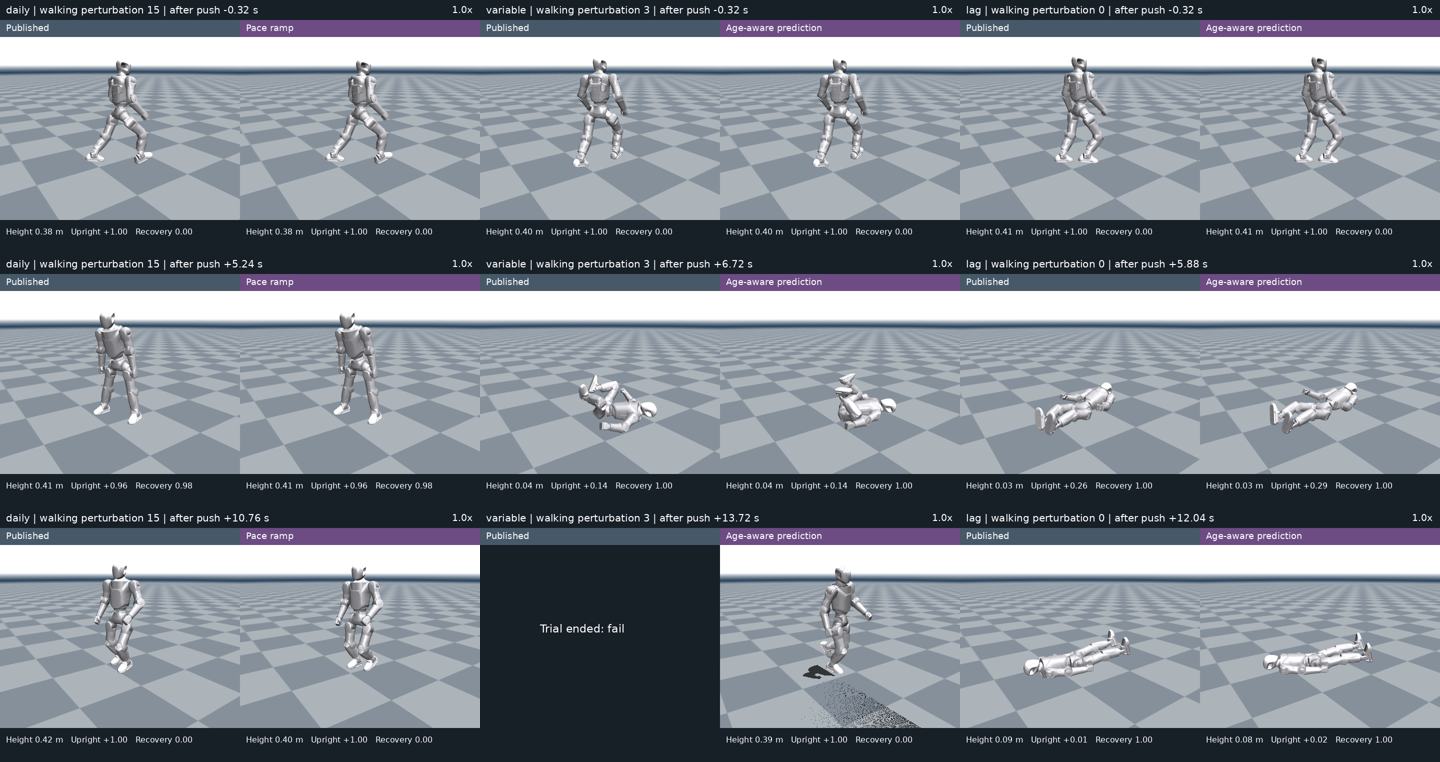 daily | walking perturbation 15 | after push -0.32 s 1.0x
variable | walking perturbation 3 | after push -0.32 s 1.0x
lag | walking perturbation 0 | after push -0.32 s 1.0x
Published Pace ramp Published Age-aware prediction Published Age-aware prediction
Height 0.38 m Upright +1.00 Recovery 0.00
Height 0.38 m Upright +1.00 Recovery 0.00
Height 0.40 m Upright +1.00 Recovery 0.00
Height 0.40 m Upright +1.00 Recovery 0.00
Height 0.41 m Upright +1.00 Recovery 0.00
Height 0.41 m Upright +1.00 Recovery 0.00
daily | walking perturbation 15 | after push +5.24 s 1.0x
variable | walking perturbation 3 | after push +6.72 s 1.0x
lag | walking perturbation 0 | after push +5.88 s 1.0x
Published Pace ramp Published Age-aware prediction Published Age-aware prediction
Height 0.41 m Upright +0.96 Recovery 0.98
Height 0.41 m Upright +0.96 Recovery 0.98
Height 0.04 m Upright +0.14 Recovery 1.00
Height 0.04 m Upright +0.14 Recovery 1.00
Height 0.03 m Upright +0.26 Recovery 1.00
Height 0.03 m Upright +0.29 Recovery 1.00
daily | walking perturbation 15 | after push +10.76 s 1.0x
variable | walking perturbation 3 | after push +13.72 s 1.0x
lag | walking perturbation 0 | after push +12.04 s 1.0x
Published Pace ramp Published Age-aware prediction Published Age-aware prediction
Trial ended: fail
Height 0.42 m Upright +1.00 Recovery 0.00
Height 0.40 m Upright +1.00 Recovery 0.00
Height 0.39 m Upright +1.00 Recovery 0.00
Height 0.09 m Upright +0.01 Recovery 1.00
Height 0.08 m Upright +0.02 Recovery 1.00